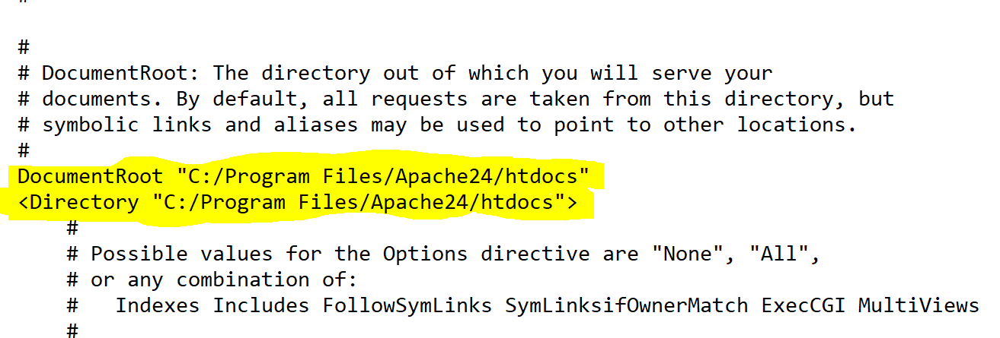 #
#
# DocumentRoot: The directory out of which you will serve your
# documents. By default, all requests are taken from this directory, but
# symbolic links and aliases may be used to point to other locations.
#
DocumentRoot "C:/Program Files/Apache24/htdocs"
<Directory "C:/Program Files/Apache24/htdocs">
    #
    # Possible values for the Options directive are "None", "All",
    # or any combination of:
    #   Indexes Includes FollowSymLinks SymLinksifOwnerMatch ExecCGI MultiViews
    #